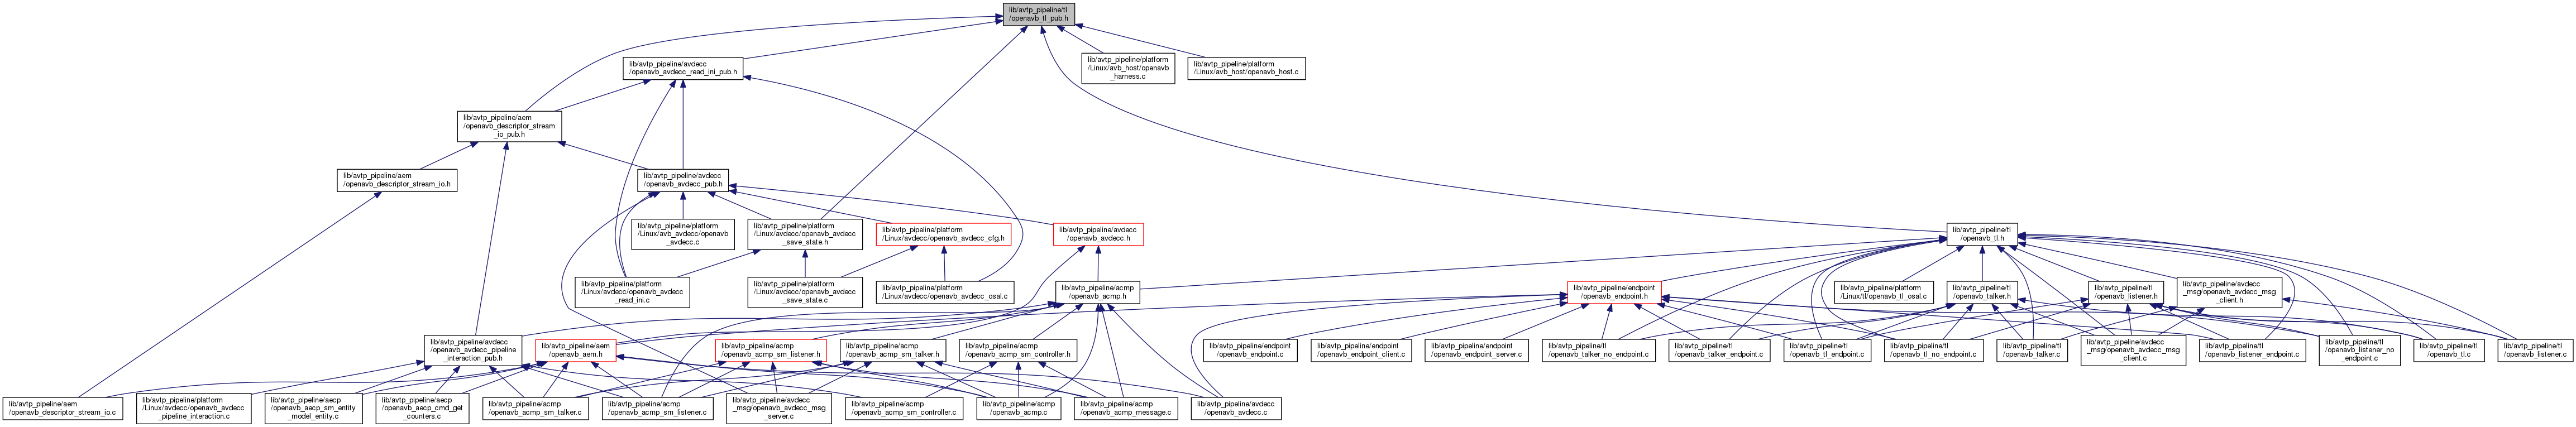 lib/avtp_pipeline/tl
/openavb_tl_pub.h
lib/avtp_pipeline/avdecc
/openavb_avdecc_read_ini_pub.h
lib/avtp_pipeline/platform
/Linux/avb_host/openavb
_harness.c
lib/avtp_pipeline/platform
/Linux/avb_host/openavb_host.c
lib/avtp_pipeline/aem
/openavb_descriptor_stream
_io_pub.h
lib/avtp_pipeline/aem
/openavb_descriptor_stream_io.h
lib/avtp_pipeline/avdecc
/openavb_avdecc_pub.h
lib/avtp_pipeline/platform
/Linux/avb_avdecc/openavb
_avdecc.c
lib/avtp_pipeline/platform
/Linux/avdecc/openavb_avdecc
_save_state.h
lib/avtp_pipeline/platform
/Linux/avdecc/openavb_avdecc_cfg.h
lib/avtp_pipeline/avdecc
/openavb_avdecc.h
lib/avtp_pipeline/tl
/openavb_tl.h
lib/avtp_pipeline/platform
/Linux/avdecc/openavb_avdecc
_read_ini.c
lib/avtp_pipeline/platform
/Linux/avdecc/openavb_avdecc
_save_state.c
lib/avtp_pipeline/platform
/Linux/avdecc/openavb_avdecc_osal.c
lib/avtp_pipeline/acmp
/openavb_acmp.h
lib/avtp_pipeline/endpoint
/openavb_endpoint.h
lib/avtp_pipeline/platform
/Linux/tl/openavb_tl_osal.c
lib/avtp_pipeline/tl
/openavb_talker.h
lib/avtp_pipeline/tl
/openavb_listener.h
lib/avtp_pipeline/avdecc
_msg/openavb_avdecc_msg
_client.h
lib/avtp_pipeline/avdecc
/openavb_avdecc_pipeline
_interaction_pub.h
lib/avtp_pipeline/aem
/openavb_aem.h
lib/avtp_pipeline/acmp
/openavb_acmp_sm_listener.h
lib/avtp_pipeline/acmp
/openavb_acmp_sm_talker.h
lib/avtp_pipeline/acmp
/openavb_acmp_sm_controller.h
lib/avtp_pipeline/endpoint
/openavb_endpoint.c
lib/avtp_pipeline/endpoint
/openavb_endpoint_client.c
lib/avtp_pipeline/endpoint
/openavb_endpoint_server.c
lib/avtp_pipeline/tl
/openavb_talker_no_endpoint.c
lib/avtp_pipeline/tl
/openavb_talker_endpoint.c
lib/avtp_pipeline/tl
/openavb_tl_endpoint.c
lib/avtp_pipeline/tl
/openavb_tl_no_endpoint.c
lib/avtp_pipeline/tl
/openavb_talker.c
lib/avtp_pipeline/avdecc
_msg/openavb_avdecc_msg
_client.c
lib/avtp_pipeline/tl
/openavb_listener_endpoint.c
lib/avtp_pipeline/tl
/openavb_listener_no
_endpoint.c
lib/avtp_pipeline/tl
/openavb_tl.c
lib/avtp_pipeline/tl
/openavb_listener.c
lib/avtp_pipeline/aem
/openavb_descriptor_stream_io.c
lib/avtp_pipeline/platform
/Linux/avdecc/openavb_avdecc
_pipeline_interaction.c
lib/avtp_pipeline/aecp
/openavb_aecp_sm_entity
_model_entity.c
lib/avtp_pipeline/aecp
/openavb_aecp_cmd_get
_counters.c
lib/avtp_pipeline/acmp
/openavb_acmp_sm_talker.c
lib/avtp_pipeline/acmp
/openavb_acmp_sm_listener.c
lib/avtp_pipeline/avdecc
_msg/openavb_avdecc_msg
_server.c
lib/avtp_pipeline/acmp
/openavb_acmp_sm_controller.c
lib/avtp_pipeline/acmp
/openavb_acmp.c
lib/avtp_pipeline/acmp
/openavb_acmp_message.c
lib/avtp_pipeline/avdecc
/openavb_avdecc.c